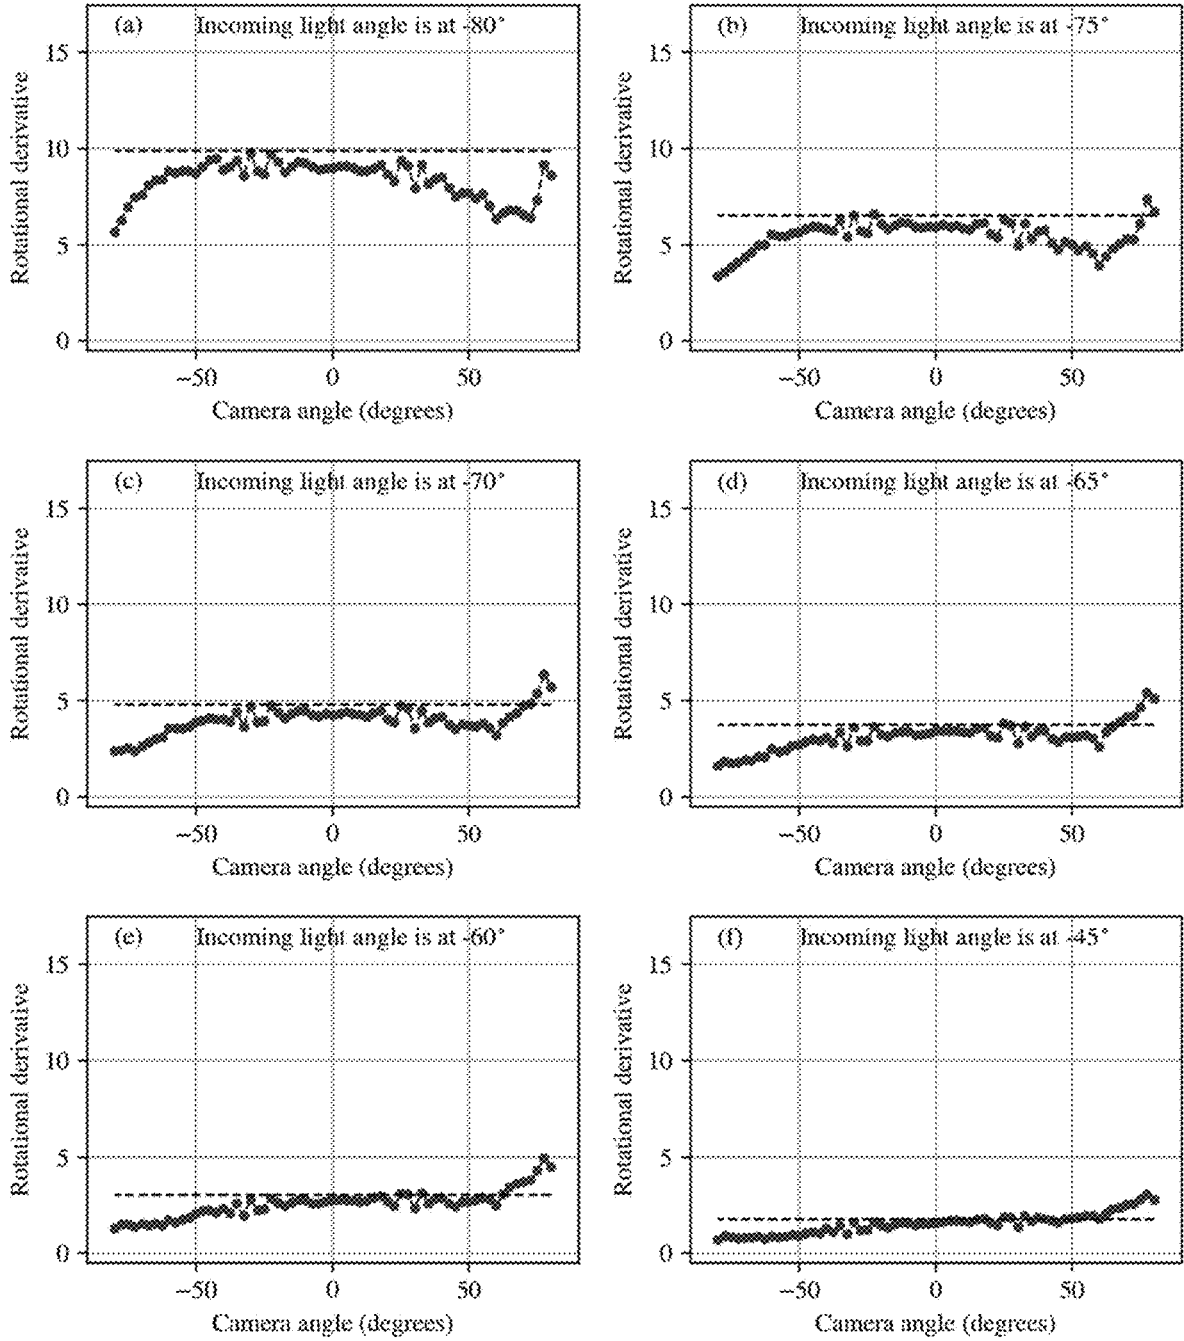 (a) Incoming light angle is at -80°
15
10
5
0
Rotational derivative
−50 0 50
Camera angle (degrees)
(b) Incoming light angle is at -75°
15
10
5
0
Rotational derivative
−50 0 50
Camera angle (degrees)
(c) Incoming light angle is at -70°
15
10
5
0
Rotational derivative
−50 0 50
Camera angle (degrees)
(d) Incoming light angle is at -65°
15
10
5
0
Rotational derivative
−50 0 50
Camera angle (degrees)
(e) Incoming light angle is at -60°
15
10
5
0
Rotational derivative
−50 0 50
Camera angle (degrees)
(f) Incoming light angle is at -45°
15
10
5
0
Rotational derivative
−50 0 50
Camera angle (degrees)